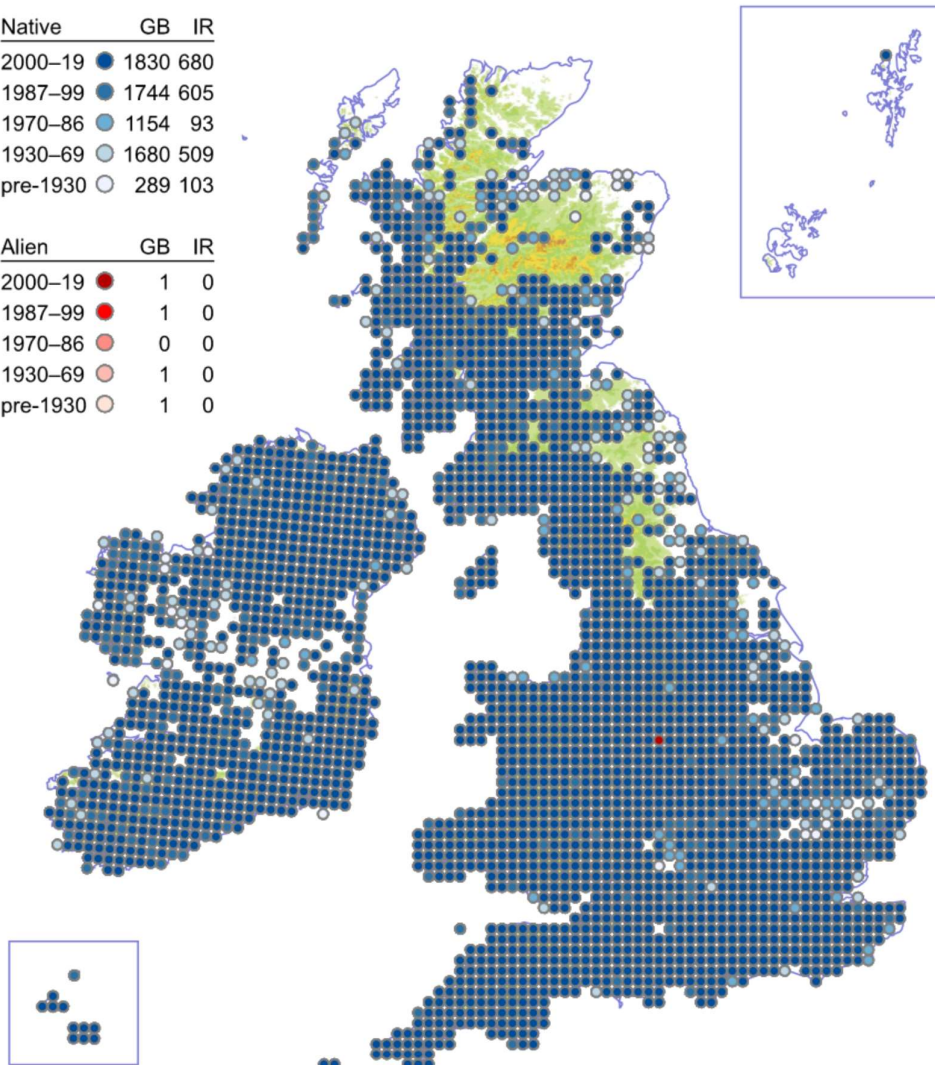 Native GB IR
2000–19 1830 680
1987–99 1744 605
1970–86 1154 93
1930–69 1680 509
pre-1930 289 103
Alien GB IR
2000–19 1 0
1987–99 1 0
1970–86 0 0
1930–69 1 0
pre-1930 1 0